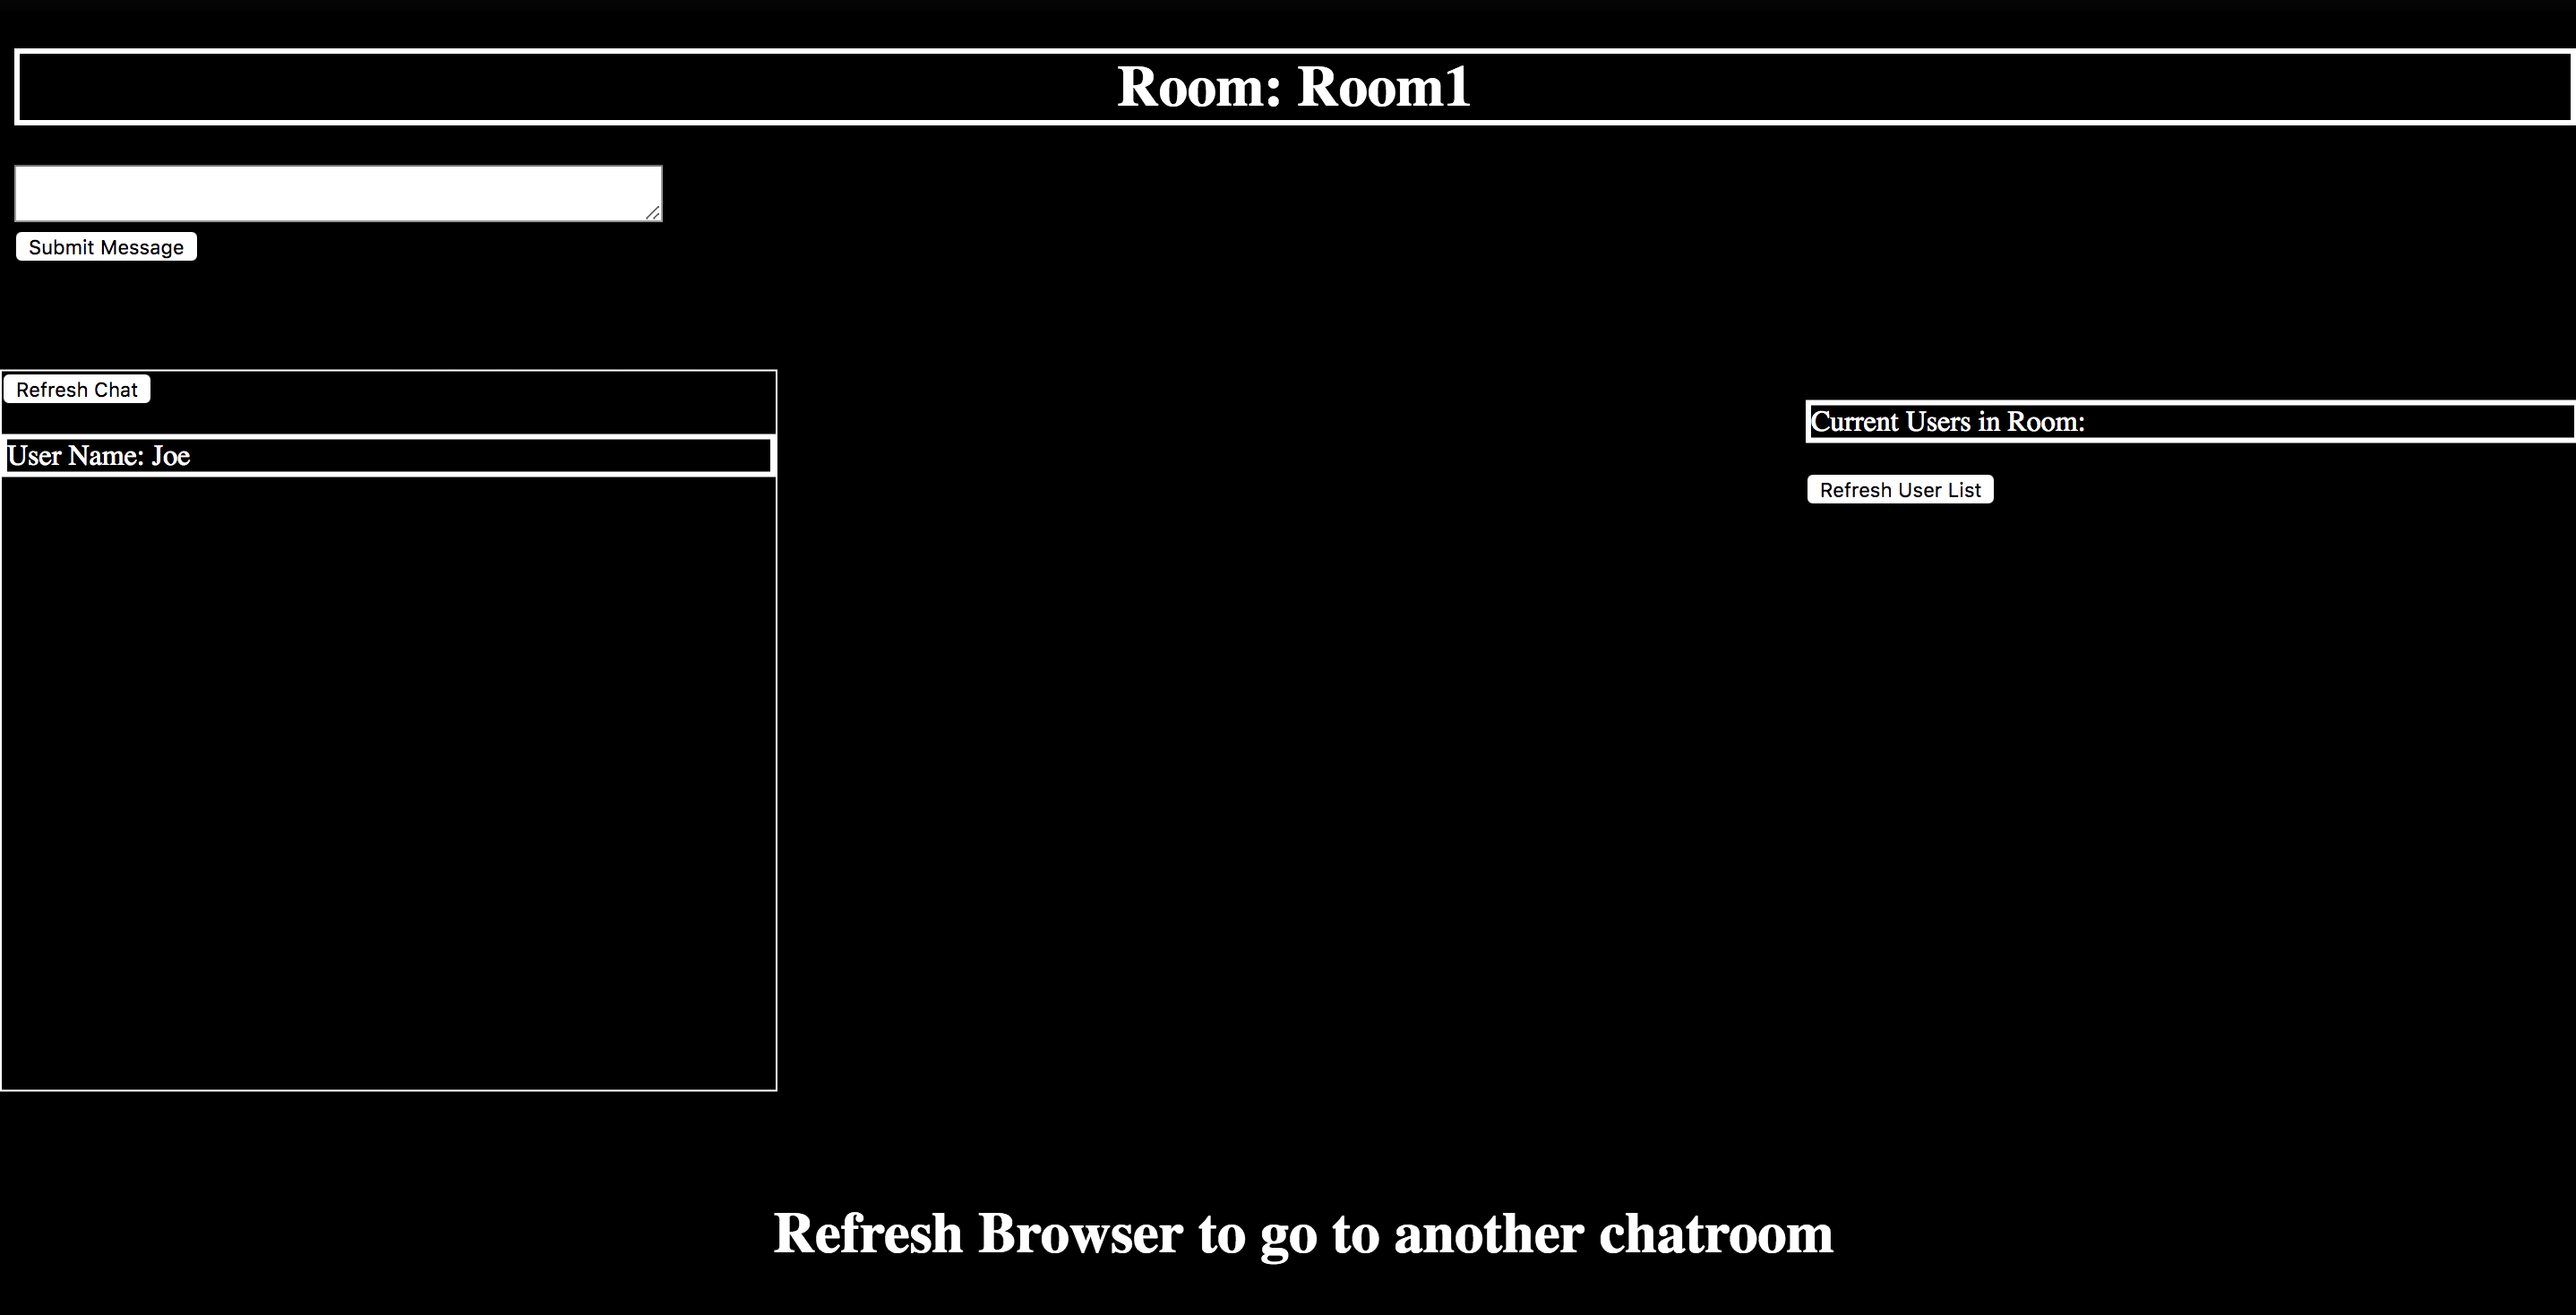 Room: Room1
Submit Message
Refresh Chat
User Name: Joe
Current Users in Room:
Refresh User List
Refresh Browser to go to another chatroom